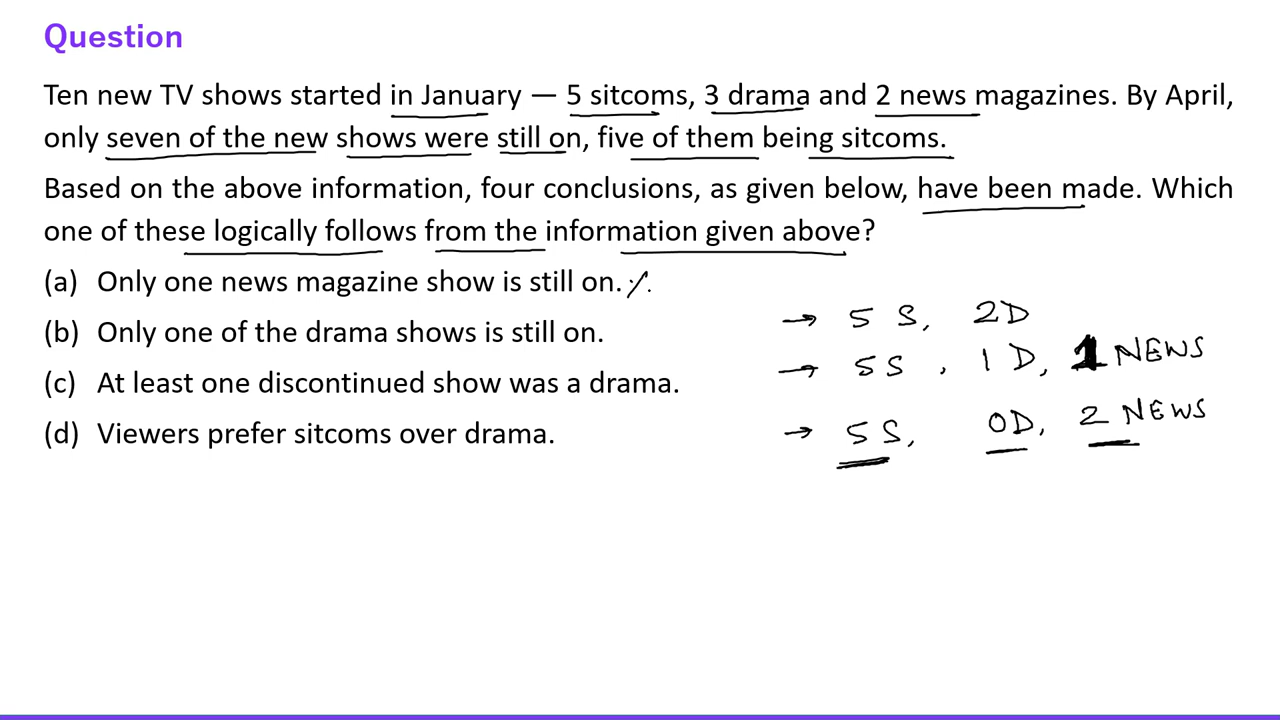 Question
Ten new TV shows started in January — 5 sitcoms, 3 drama and 2 news magazines. By April,
only seven of the new shows were still on, five of them being sitcoms.
Based on the above information, four conclusions, as given below, have been made. Which
one of these logically follows from the information given above?
(a) Only one news magazine show is still on.
(b) Only one of the drama shows is still on.
(c) At least one discontinued show was a drama.
(d) Viewers prefer sitcoms over drama.
→ 5 S, 2D
→ 5S, 1 D, 1 NEWS
→ 5 S, 0D, 2 NEWS